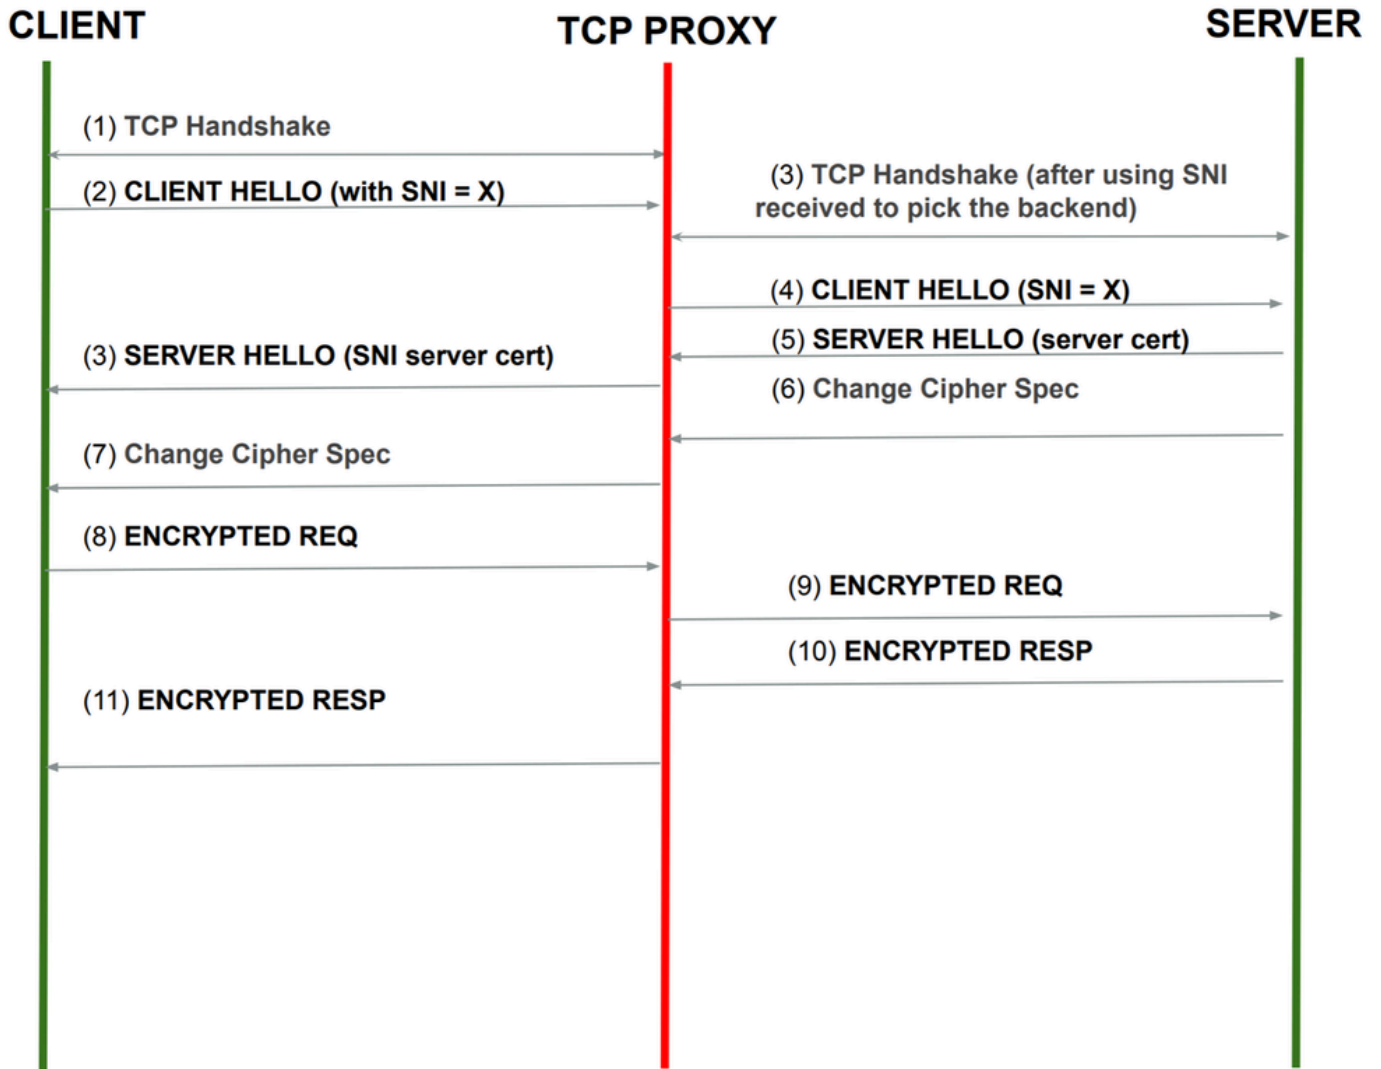 CLIENT
TCP PROXY
SERVER
(1) TCP Handshake
(2) CLIENT HELLO (with SNI = X)
(3) TCP Handshake (after using SNI
received to pick the backend)
(4) CLIENT HELLO (SNI = X)
(5) SERVER HELLO (server cert)
(3) SERVER HELLO (SNI server cert)
(6) Change Cipher Spec
(7) Change Cipher Spec
(8) ENCRYPTED REQ
(9) ENCRYPTED REQ
(10) ENCRYPTED RESP
(11) ENCRYPTED RESP